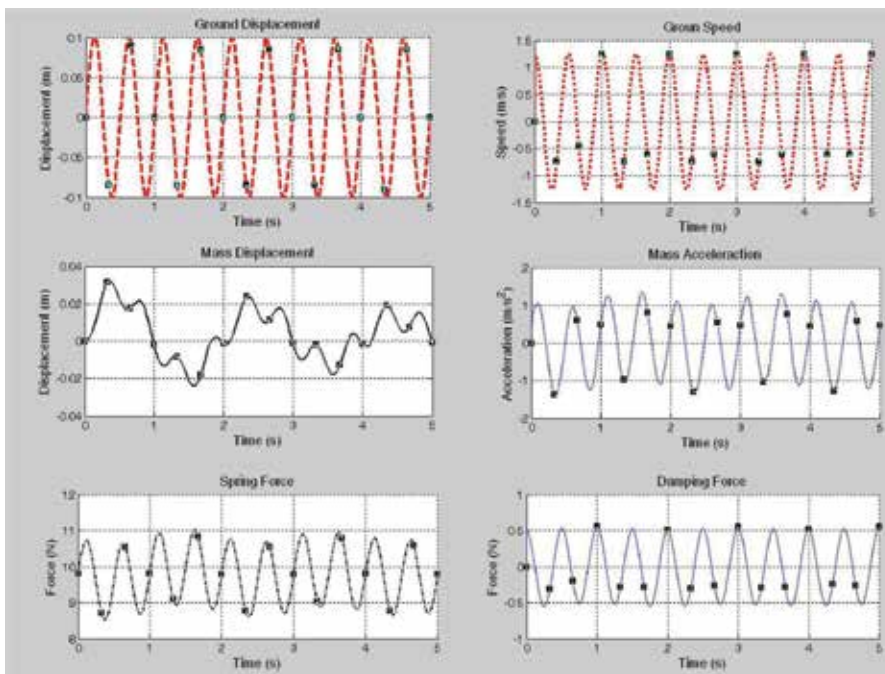 Ground Displacement
Displacement (m)
0.1
0.05
0
-0.05
-0.1
0 1 2 3 4 5
Time (s)
Groun Speed
Speed (m/s)
1.5
1
0.5
0
-0.5
-1
-1.5
0 1 2 3 4 5
Time (s)
Mass Displacement
Displacement (m)
0.04
0.02
0
-0.02
-0.04
0 1 2 3 4 5
Time (s)
Mass Acceleraction
Acceleration (m/s²)
2
1
0
-1
-2
0 1 2 3 4 5
Time (s)
Spring Force
Force (N)
12
11
10
9
8
0 1 2 3 4 5
Time (s)
Damping Force
Force (N)
1
0.5
0
-0.5
-1
0 1 2 3 4 5
Time (s)